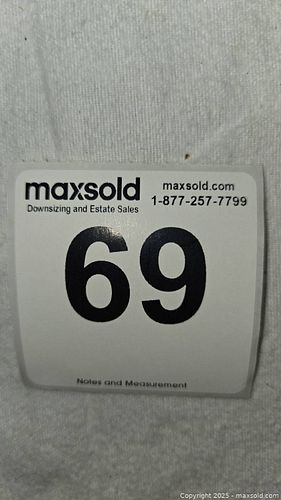 maxsold
Downsizing and Estate Sales
maxsold.com
1-877-257-7799
69
Notes and Measurement
Copyright 2025 - maxsold.com